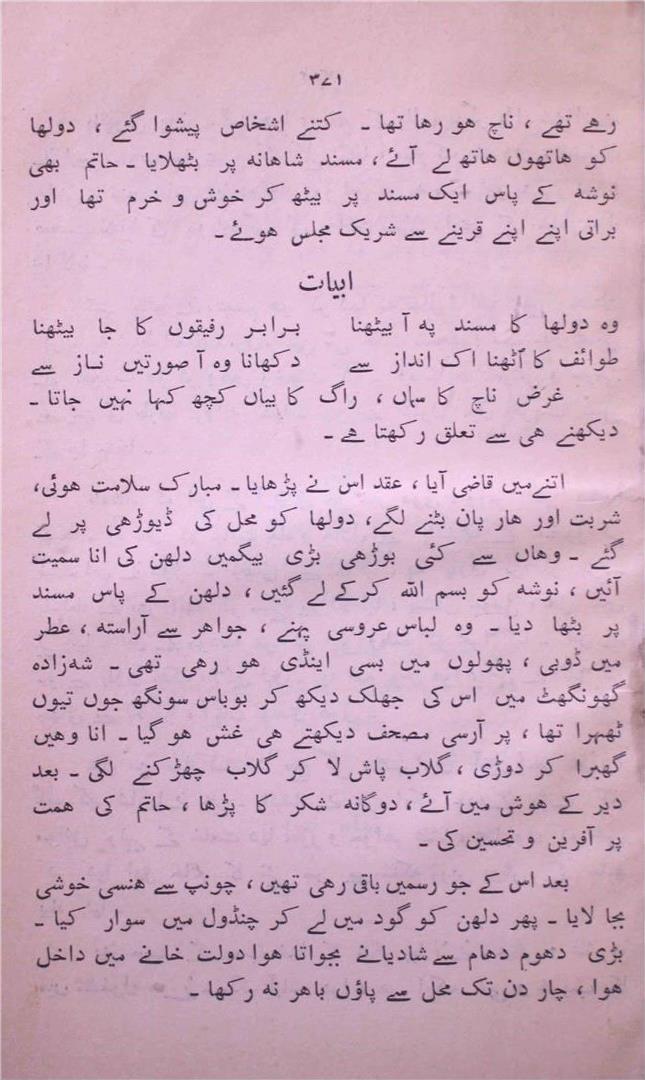 ۳۷۱
رہے تھے ، ناچ ہو رہا تھا ۔ کتنے اشخاص پیشوا گئے ، دولہا
کو ہاتھوں ہاتھ لے آئے ، مسند شاہانہ پر بٹھلایا ۔ حاتم بھی
نوشہ کے پاس ایک مسند پر بیٹھ کر خوش و خرم تھا اور
براتی اپنے اپنے قرینے سے شریک مجلس ہوئے ۔
ابیات
وہ دولہا کا مسند پہ آ بیٹھنا برابر رفیقوں کا جا بیٹھنا
طوائف کا اٹھنا اک انداز سے دکھانا وہ آ صورتیں ناز سے
غرض ناچ کا سماں ، راگ کا بیاں کچھ کہا نہیں جاتا ۔
دیکھنے ہی سے تعلق رکھتا ہے ۔
اتنے میں قاضی آیا ، عقد اس نے پڑھایا ۔ مبارک سلامت ہوئی،
شربت اور ہار پان بٹنے لگے، دولہا کو محل کی ڈیوڑھی پر لے
گئے ۔ وہاں سے کئی بوڑھی بڑی بیگمیں دلہن کی انا سمیت
آئیں ، نوشہ کو بسم اللہ کرکے لے گئیں ، دلہن کے پاس مسند
پر بٹھا دیا ۔ وہ لباس عروسی پہنے ، جواہر سے آراستہ ، عطر
میں ڈوبی ، پھولوں میں بسی اینڈی ہو رہی تھی ۔ شہ زادہ
گھونگھٹ میں اس کی جھلک دیکھ کر بوباس سونگھ جوں تیوں
ٹھہرا تھا ، پر آرسی مصحف دیکھتے ہی غش ہو گیا ۔ انا وہیں
گھبرا کر دوڑی ، گلاب پاش لا کر گلاب چھڑکنے لگی ۔ بعد
دیر کے ہوش میں آئے ، دوگانہ شکر کا پڑھا ، حاتم کی ہمت
پر آفرین و تحسین کی ۔
بعد اس کے جو رسمیں باقی رہی تھیں ، چونپ سے ہنسی خوشی
بجا لایا ۔ پھر دلہن کو گود میں لے کر چنڈول میں سوار کیا ۔
بڑی دھوم دھام سے شادیانے بجواتا ہوا دولت خانے میں داخل
ہوا ، چار دن تک محل سے پاؤں باہر نہ رکھا ۔